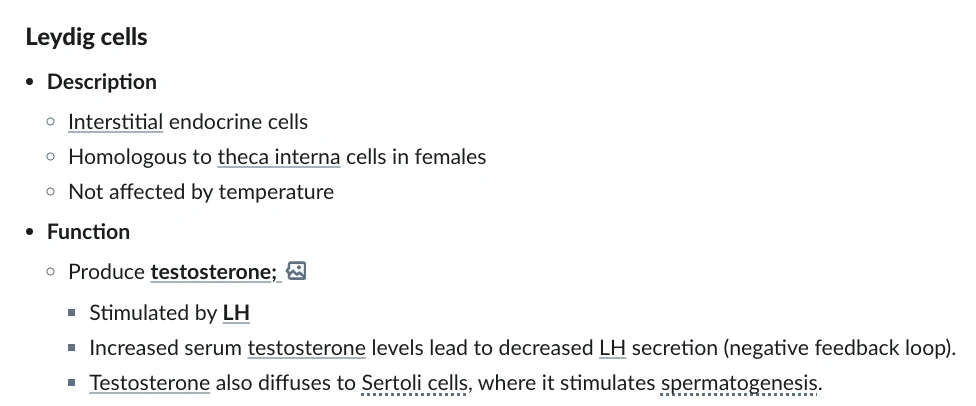 Leydig cells
Description
Interstitial endocrine cells
Homologous to theca interna cells in females
Not affected by temperature
Function
Produce testosterone;
Stimulated by LH
Increased serum testosterone levels lead to decreased LH secretion (negative feedback loop).
Testosterone also diffuses to Sertoli cells, where it stimulates spermatogenesis.